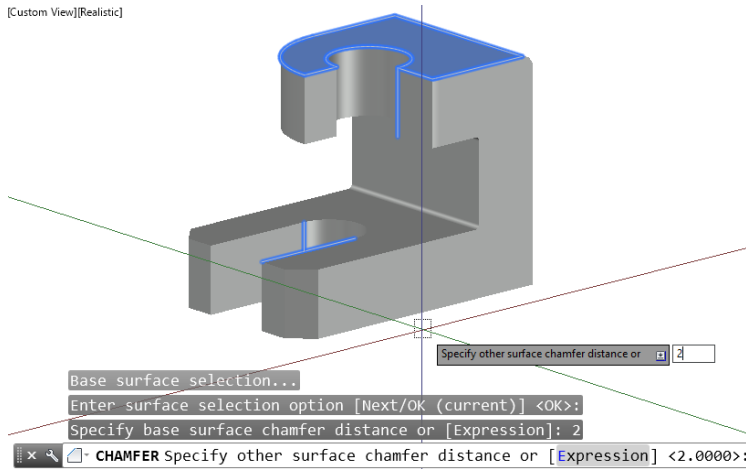 [Custom View][Realistic]
Specify other surface chamfer distance or 2
Base surface selection...
Enter surface selection option [Next/OK (current)] <OK>:
Specify base surface chamfer distance or [Expression]: 2
CHAMFER Specify other surface chamfer distance or [Expression] <2.0000>: